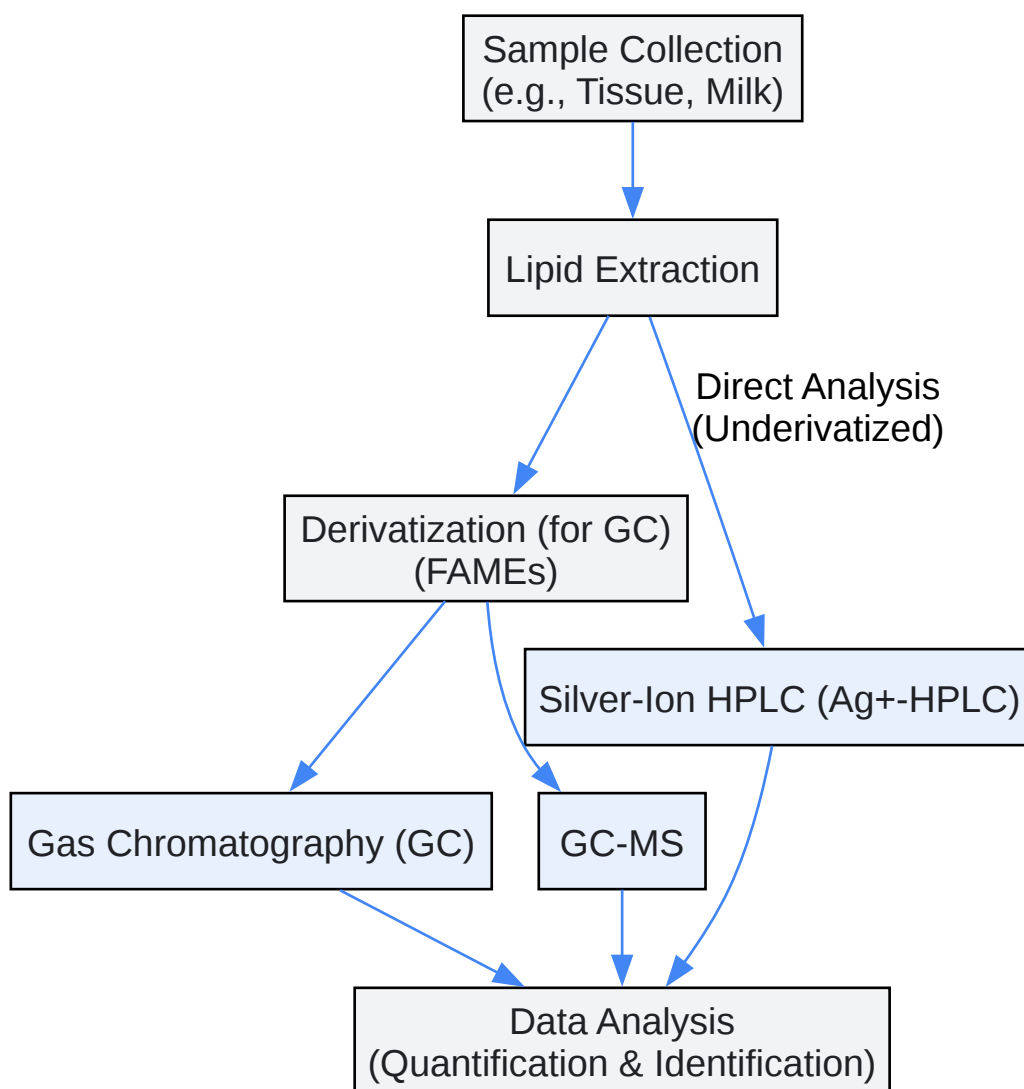 Sample Collection
(e.g., Tissue, Milk)
Lipid Extraction
Direct Analysis
(Underivatized)
Derivatization (for GC)
(FAMEs)
Silver-Ion HPLC (Ag+-HPLC)
Gas Chromatography (GC)
GC-MS
Data Analysis
(Quantification & Identification)